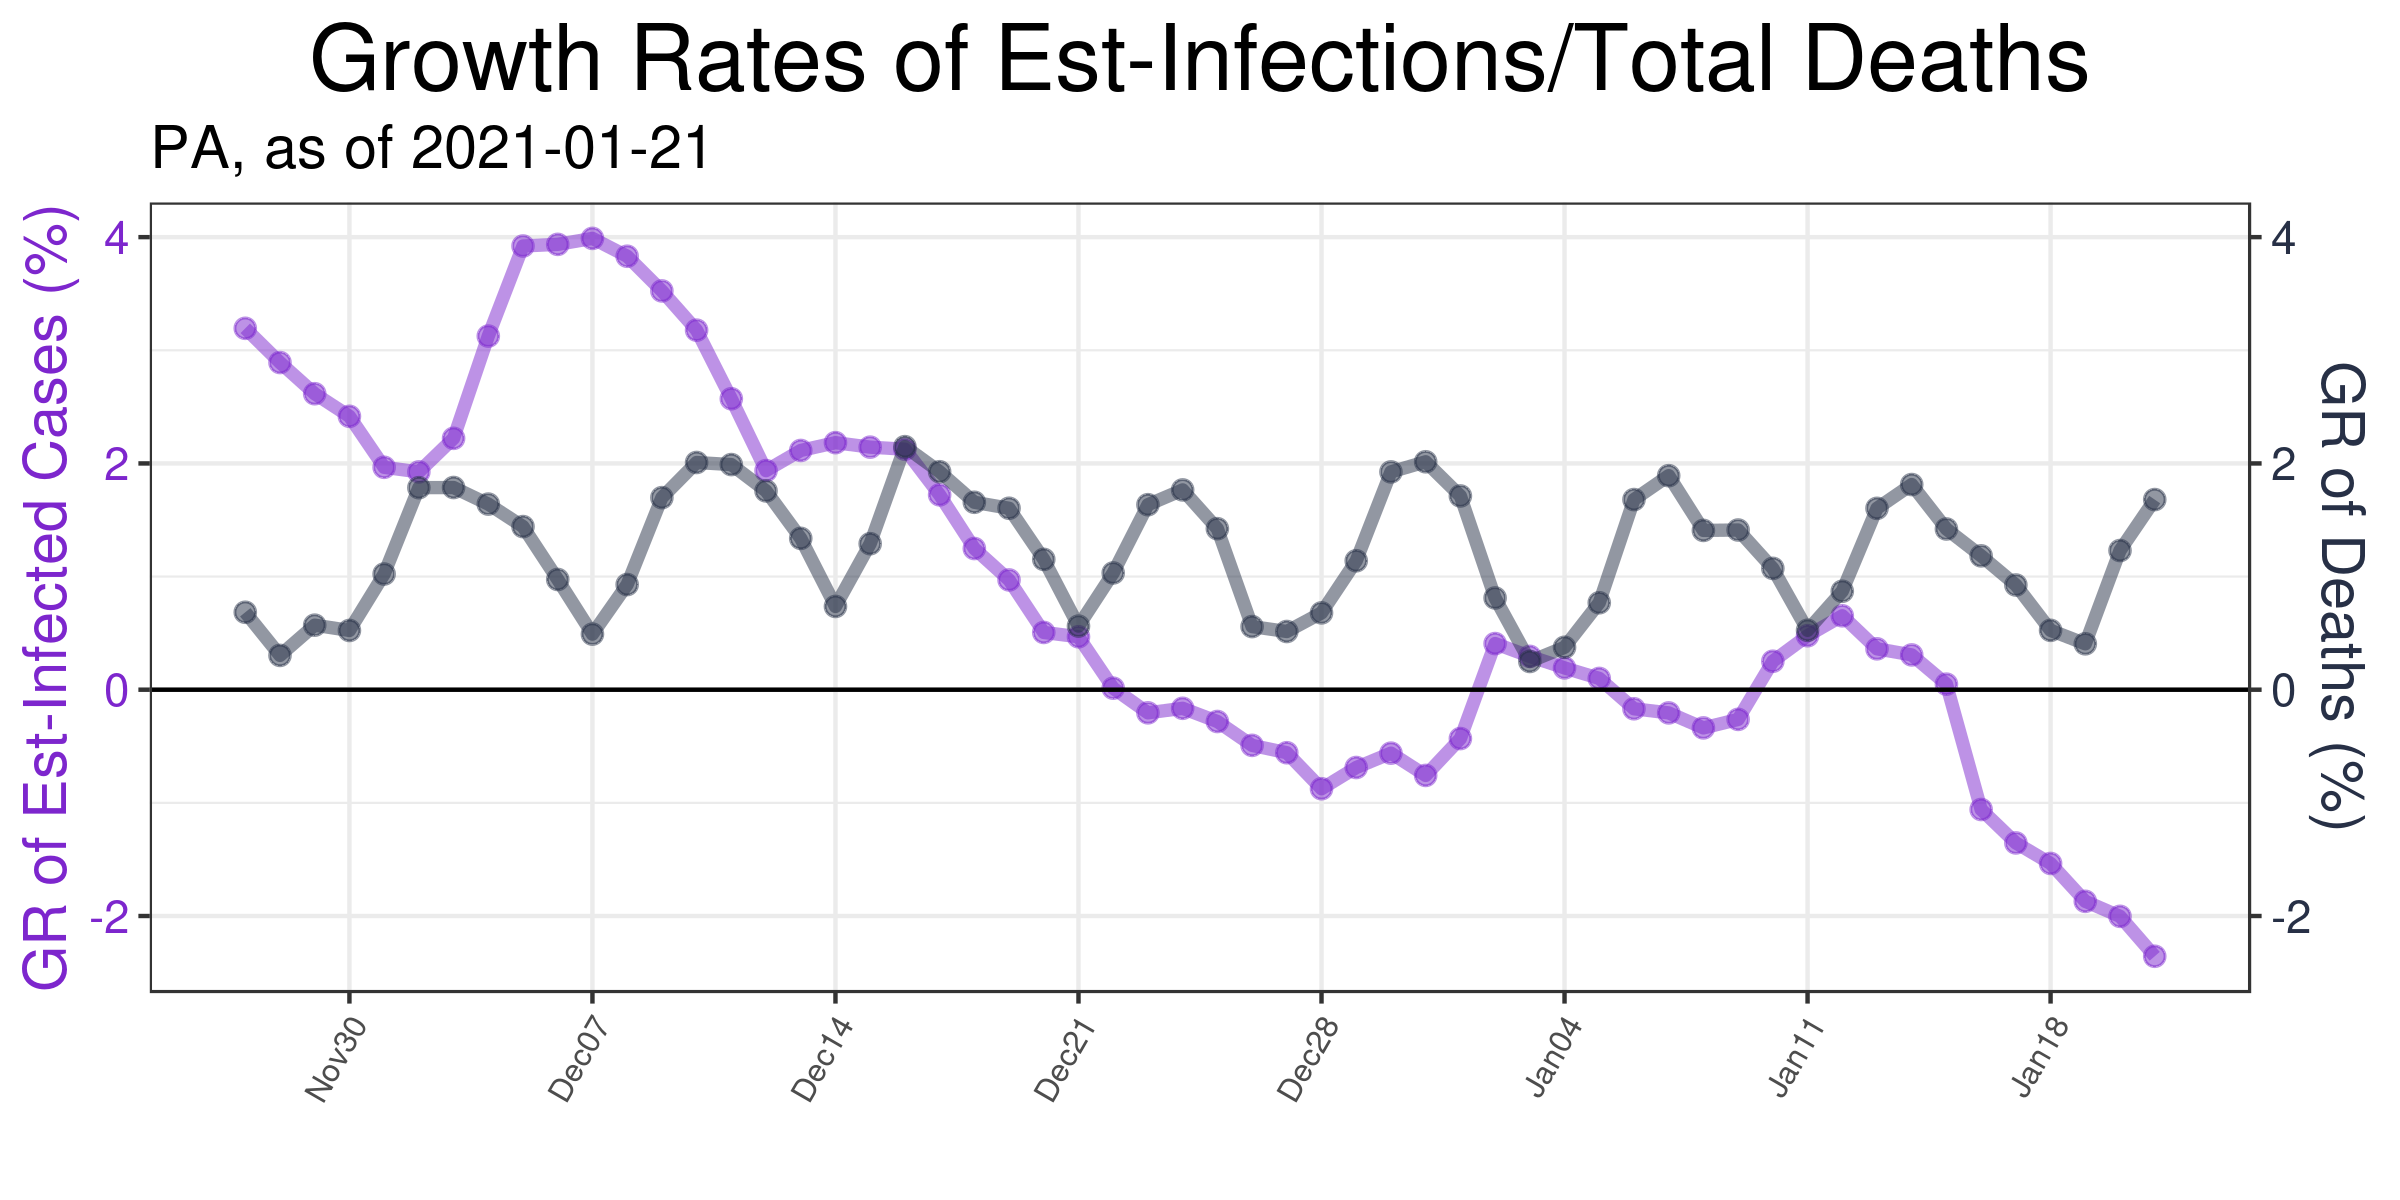 Growth Rates of Est-Infections/Total Deaths
PA, as of 2021-01-21
GR of Est-Infected Cases (%)
4
2
0
-2
4
2
0
-2
GR of Deaths (%)
Nov30
Dec07
Dec14
Dec21
Dec28
Jan04
Jan11
Jan18